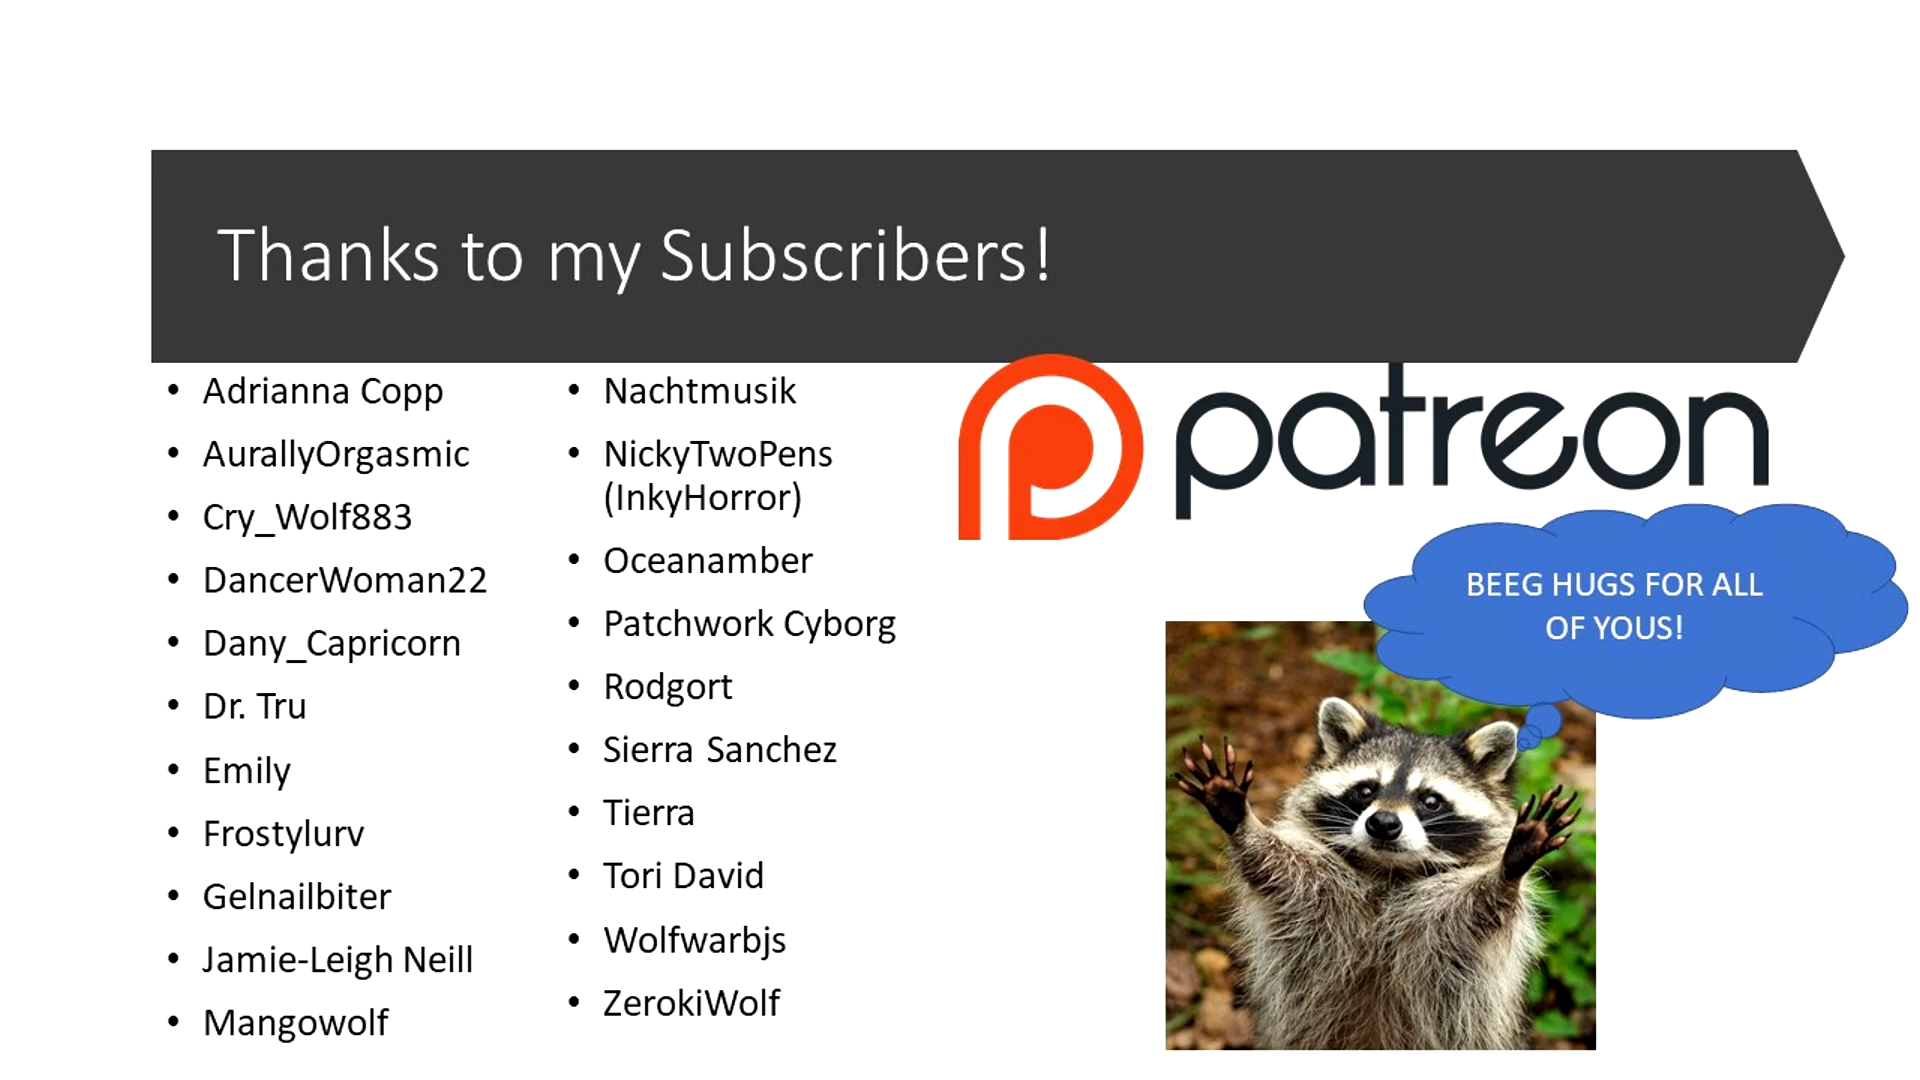 Thanks to my Subscribers!
• Adrianna Copp
• AurallyOrgasmic
• Cry_Wolf883
• DancerWoman22
• Dany_Capricorn
• Dr. Tru
• Emily
• Frostylurv
• Gelnailbiter
• Jamie-Leigh Neill
• Mangowolf
• Nachtmusik
• NickyTwoPens
(InkyHorror)
• Oceanamber
• Patchwork Cyborg
• Rodgort
• Sierra Sanchez
• Tierra
• Tori David
• Wolfwarbjs
• ZerokiWolf
patreon
BEEG HUGS FOR ALL
OF YOUS!